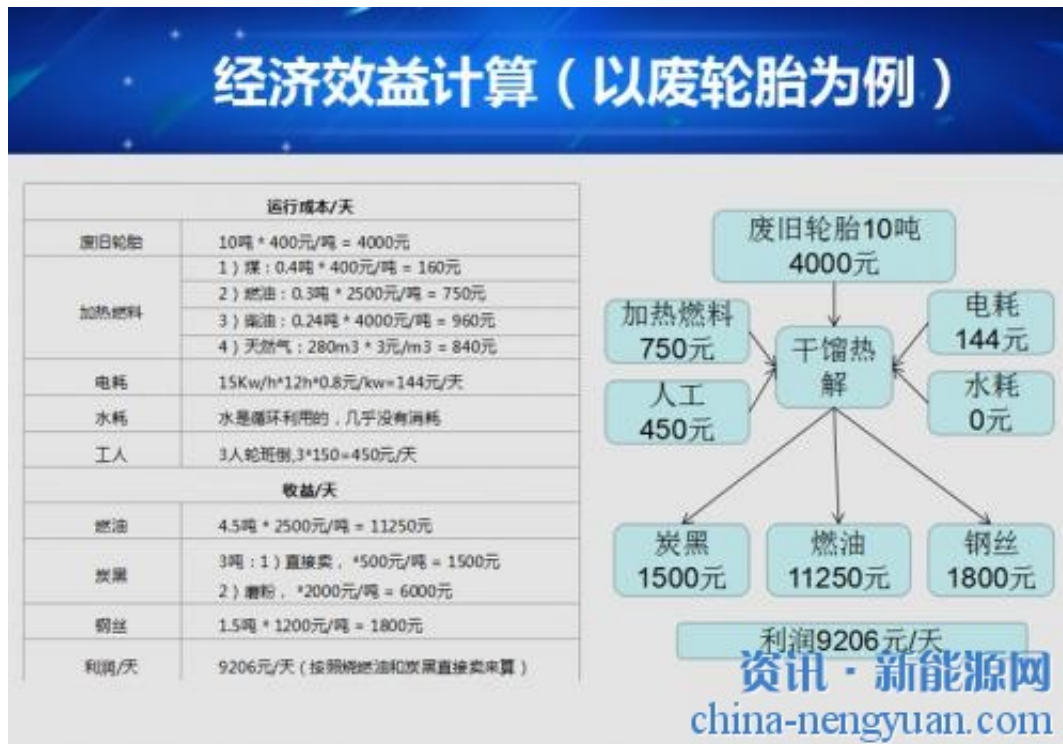 经济效益计算（以废轮胎为例）
运行成本/天
废旧轮胎 10吨 * 400元/吨 = 4000元
加热燃料
1）煤：0.4吨 * 400元/吨 = 160元
2）燃油：0.3吨 * 2500元/吨 = 750元
3）柴油：0.24吨 * 4000元/吨 = 960元
4）天然气：280m3 * 3元/m3 = 840元
电耗 15Kw/h*12h*0.8元/kw=144元/天
水耗 水是循环利用的，几乎没有消耗
工人 3人轮班倒,3*150=450元/天
收益/天
燃油 4.5吨 * 2500元/吨 = 11250元
炭黑
3吨：1）直接卖， *500元/吨 = 1500元
2）磨粉， *2000元/吨 = 6000元
钢丝 1.5吨 * 1200元/吨 = 1800元
利润/天 9206元/天（按照烧燃油和炭黑直接卖来算）
废旧轮胎10吨
4000元
加热燃料
750元
电耗
144元
干馏热
解
人工
450元
水耗
0元
炭黑
1500元
燃油
11250元
钢丝
1800元
利润9206元/天
资讯·新能源网
china-nengyuan.com